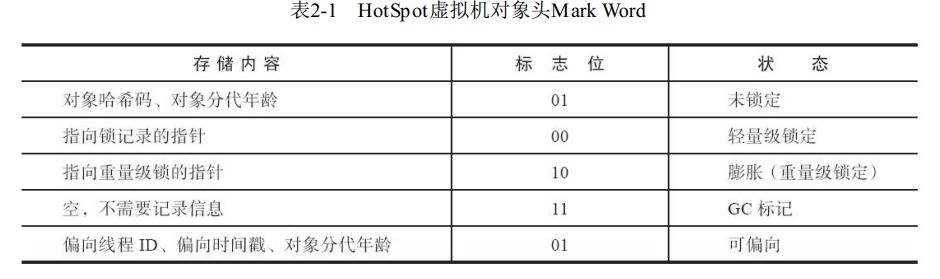 表2-1 HotSpot虚拟机对象头Mark Word
存储内容 标志位 状态
对象哈希码、对象分代年龄 01 未锁定
指向锁记录的指针 00 轻量级锁定
指向重量级锁的指针 10 膨胀（重量级锁定）
空，不需要记录信息 11 GC 标记
偏向线程 ID、偏向时间戳、对象分代年龄 01 可偏向